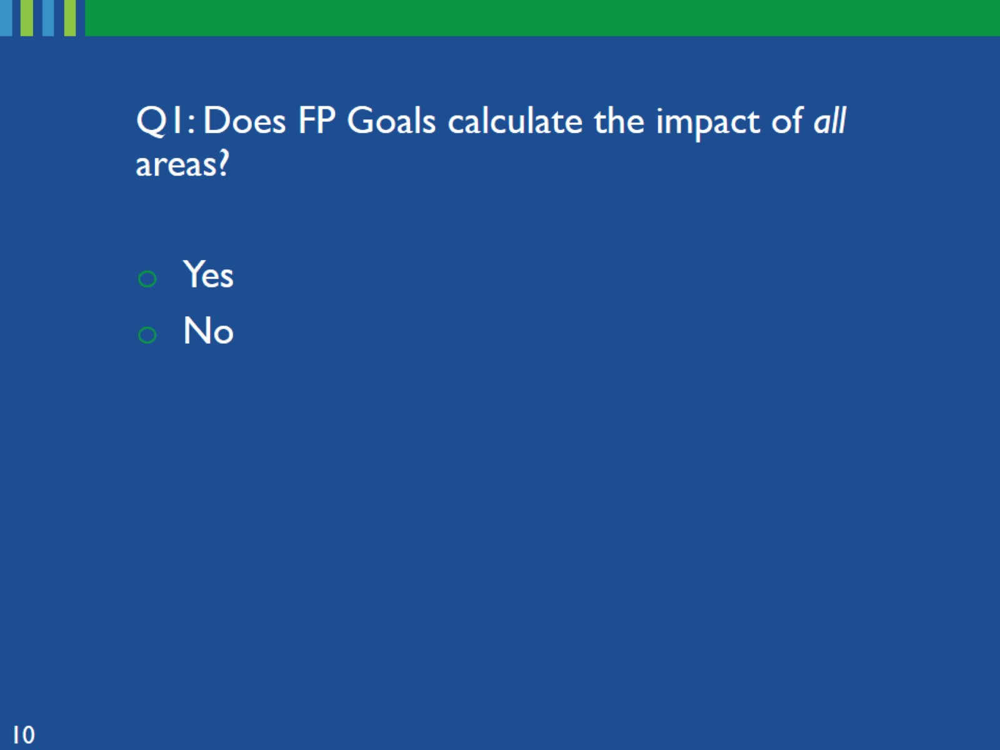 Q1: Does FP Goals calculate the impact of all
areas?
Yes
No
10